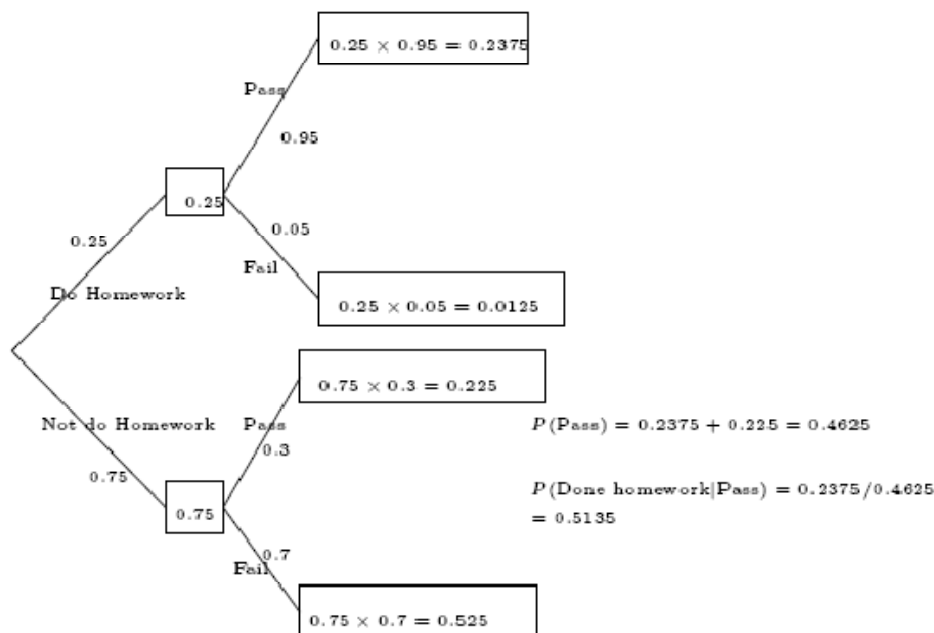 0.25 × 0.95 = 0.2375
Pass
0.95
0.25
0.05
0.25
Fail
Do Homework
0.25 × 0.05 = 0.0125
0.75 × 0.3 = 0.225
Not do Homework
Pass
P(Pass) = 0.2375 + 0.225 = 0.4625
0.3
0.75
P(Done homework|Pass) = 0.2375/0.4625
0.75
= 0.5135
0.7
Fail
0.75 × 0.7 = 0.525